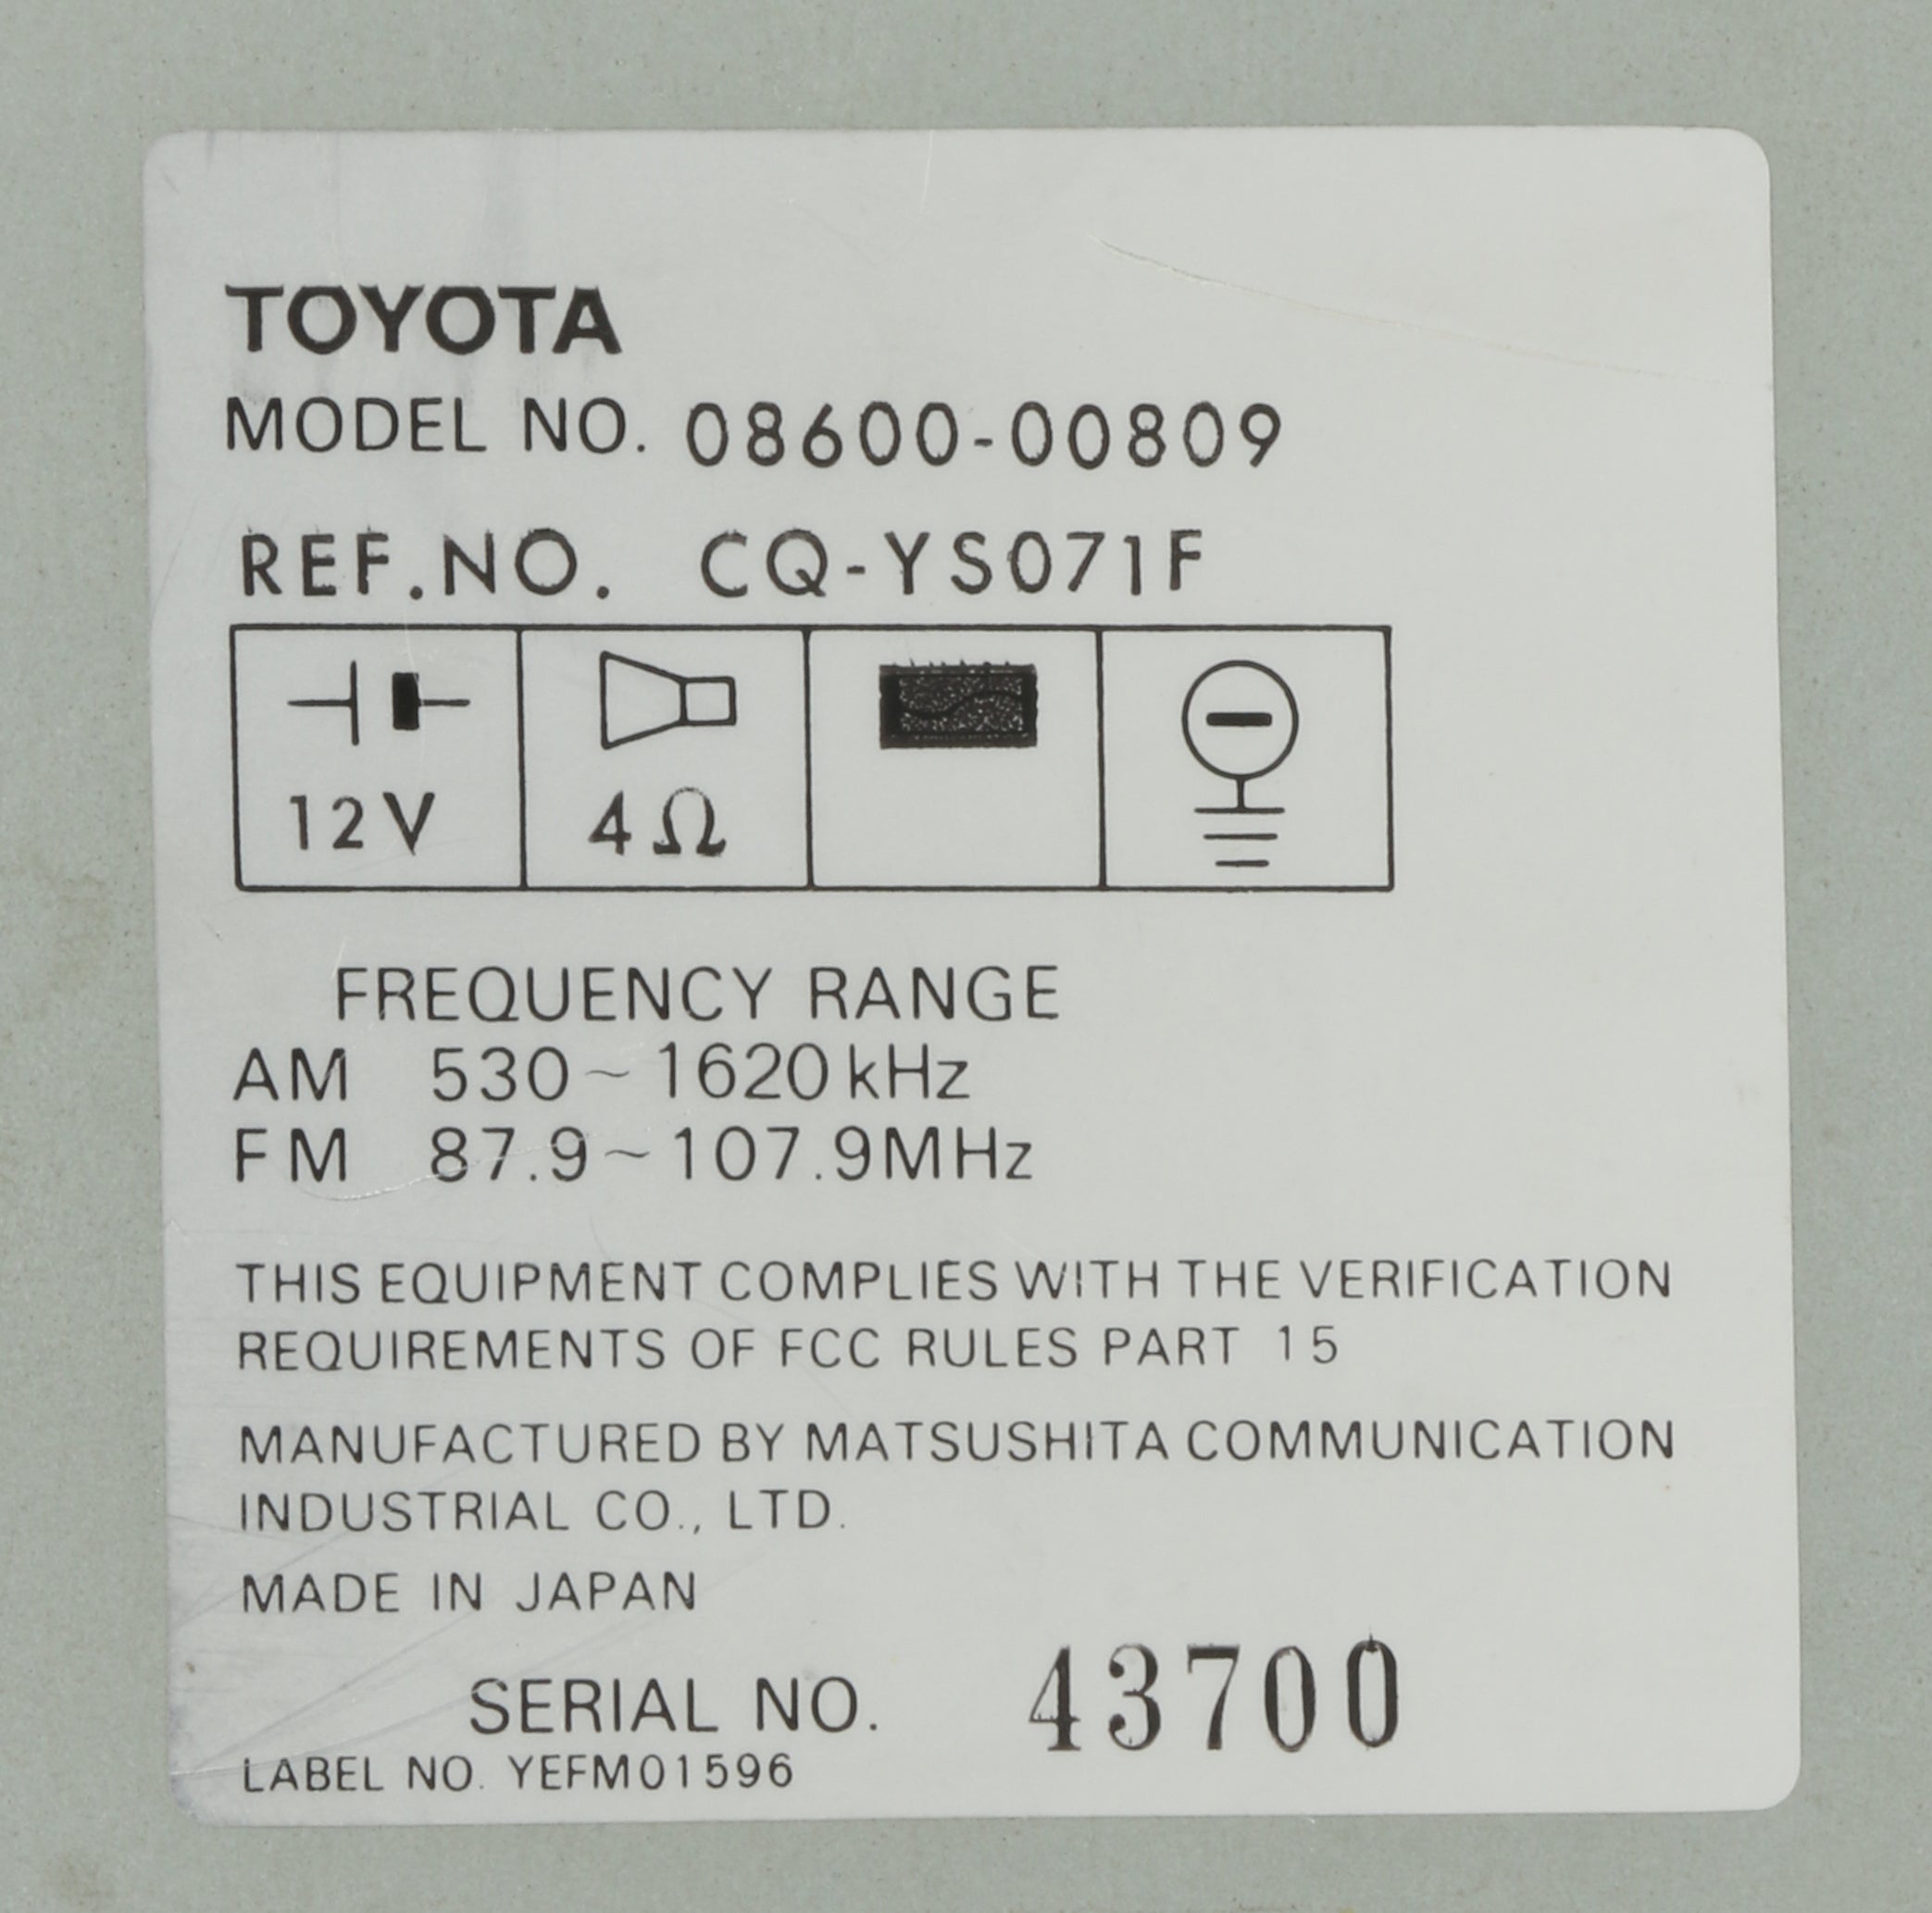 TOYOTA
MODEL NO. 08600-00809
REF.NO. CQ-YS071F
12V 4Ω
FREQUENCY RANGE
AM 530~1620kHz
FM 87.9~107.9MHz
THIS EQUIPMENT COMPLIES WITH THE VERIFICATION
REQUIREMENTS OF FCC RULES PART 15
MANUFACTURED BY MATSUSHITA COMMUNICATION
INDUSTRIAL CO., LTD.
MADE IN JAPAN
SERIAL NO. 43700
LABEL NO. YEFM01596